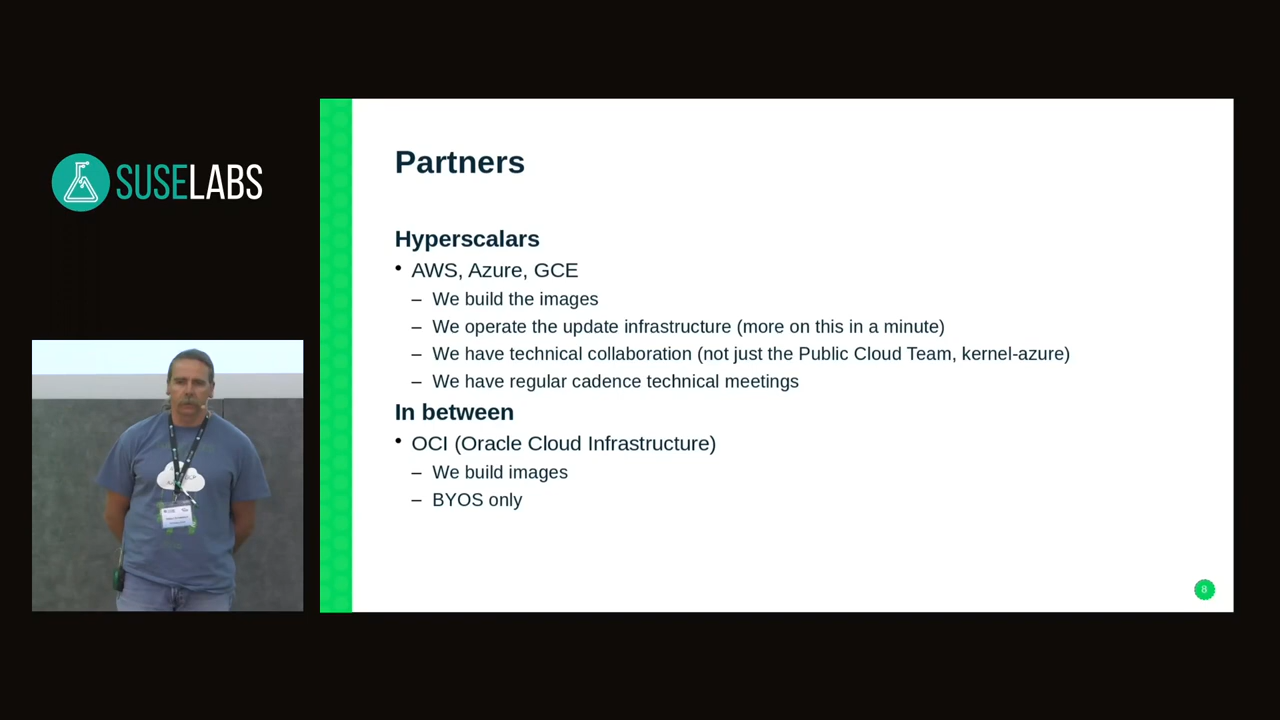 SUSELABS
Partners
Hyperscalars
• AWS, Azure, GCE
– We build the images
– We operate the update infrastructure (more on this in a minute)
– We have technical collaboration (not just the Public Cloud Team, kernel-azure)
– We have regular cadence technical meetings
In between
• OCI (Oracle Cloud Infrastructure)
– We build images
– BYOS only
8